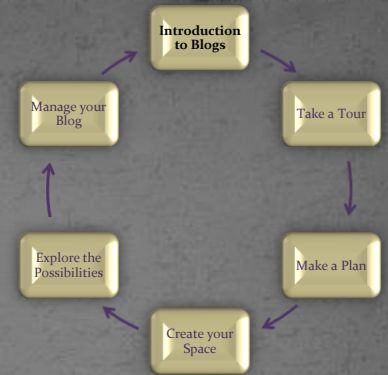 Introduction
to Blogs
Take a Tour
Make a Plan
Create your
Space
Explore the
Possibilities
Manage your
Blog